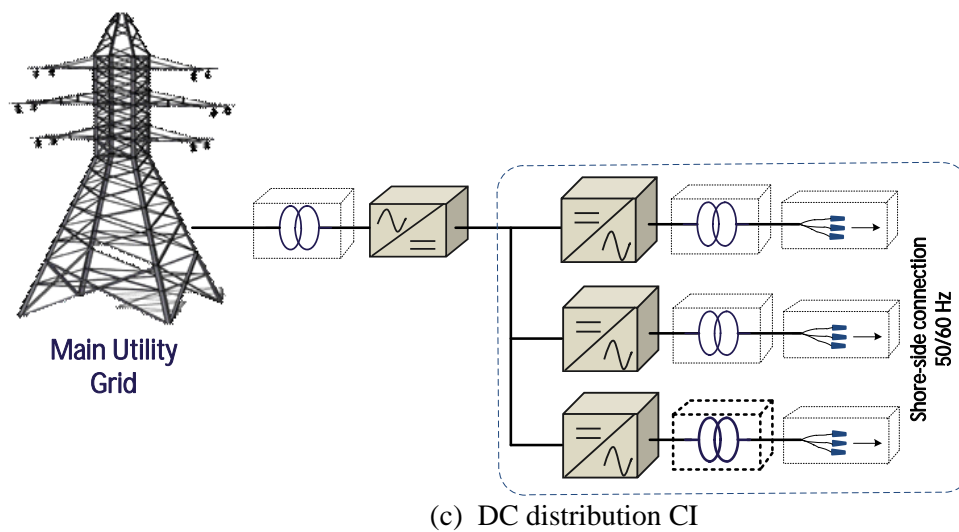 Main Utility
Grid
Shore-side connection
50/60 Hz
(c) DC distribution CI